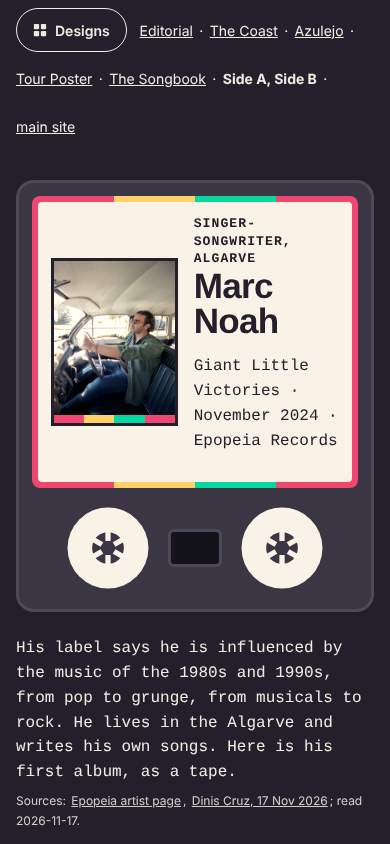 Designs Editorial · The Coast · Azulejo ·
Tour Poster · The Songbook · Side A, Side B ·
main site
SINGER-
SONGWRITER,
ALGARVE
Marc
Noah
Giant Little
Victories ·
November 2024 ·
Epopeia Records
His label says he is influenced by
the music of the 1980s and 1990s,
from pop to grunge, from musicals to
rock. He lives in the Algarve and
writes his own songs. Here is his
first album, as a tape.
Sources: Epopeia artist page, Dinis Cruz, 17 Nov 2026; read
2026-11-17.